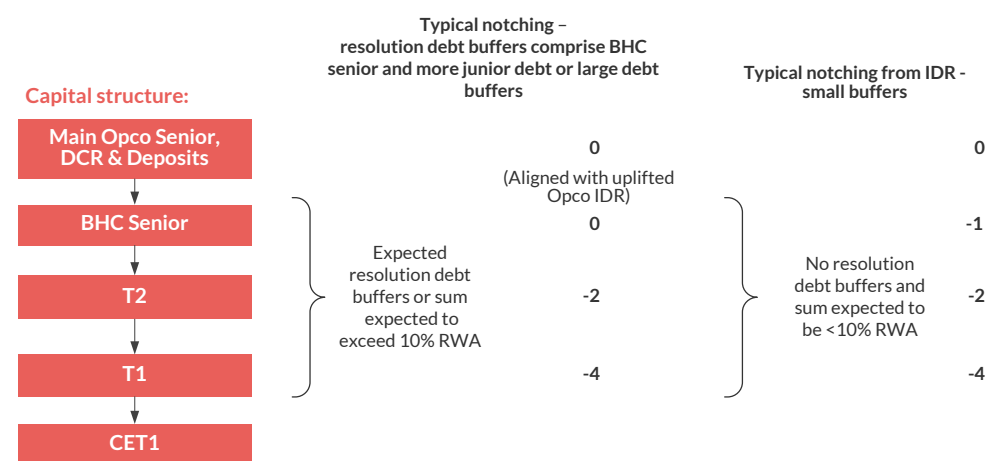 Typical notching –
resolution debt buffers comprise BHC
senior and more junior debt or large debt
buffers
Typical notching from IDR -
small buffers
Capital structure:
Main Opco Senior,
DCR & Deposits
0
0
(Aligned with uplifted
Opco IDR)
BHC Senior
0
-1
Expected
resolution debt
buffers or sum
expected to
exceed 10% RWA
No resolution
debt buffers and
sum expected to
be <10% RWA
T2
-2
-2
T1
-4
-4
CET1